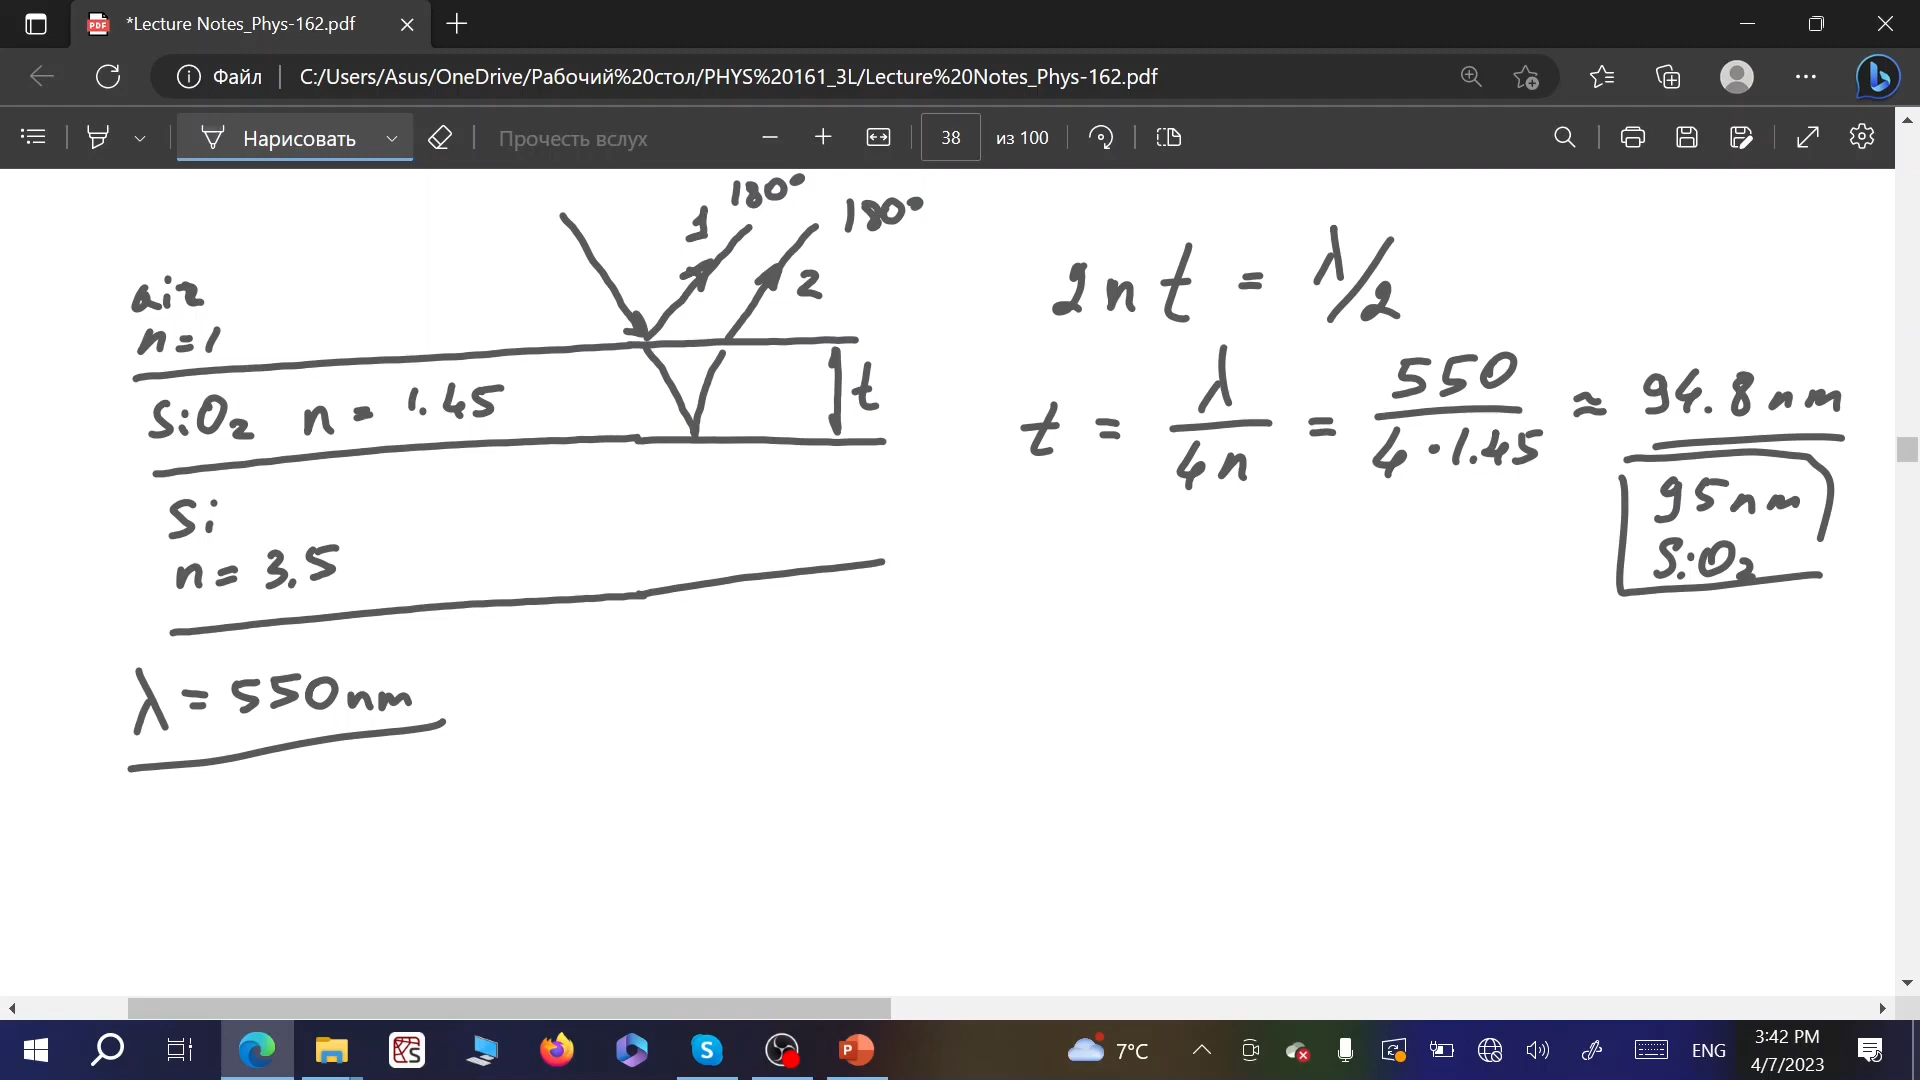 *Lecture Notes_Phys-162.pdf
Файл
C:/Users/Asus/OneDrive/Рабочий%20стол/PHYS%20161_3L/Lecture%20Notes_Phys-162.pdf
Нарисовать
Прочесть вслух
38 из 100
1 180°
2 180°
air
n=1
SiO₂ n = 1.45
t
Si
n = 3.5
λ = 550nm
2nt = λ/2
t = λ/4n = 550/4·1.45 ≈ 94.8 nm
95nm
SiO₂
7°C
ENG
3:42 PM
4/7/2023